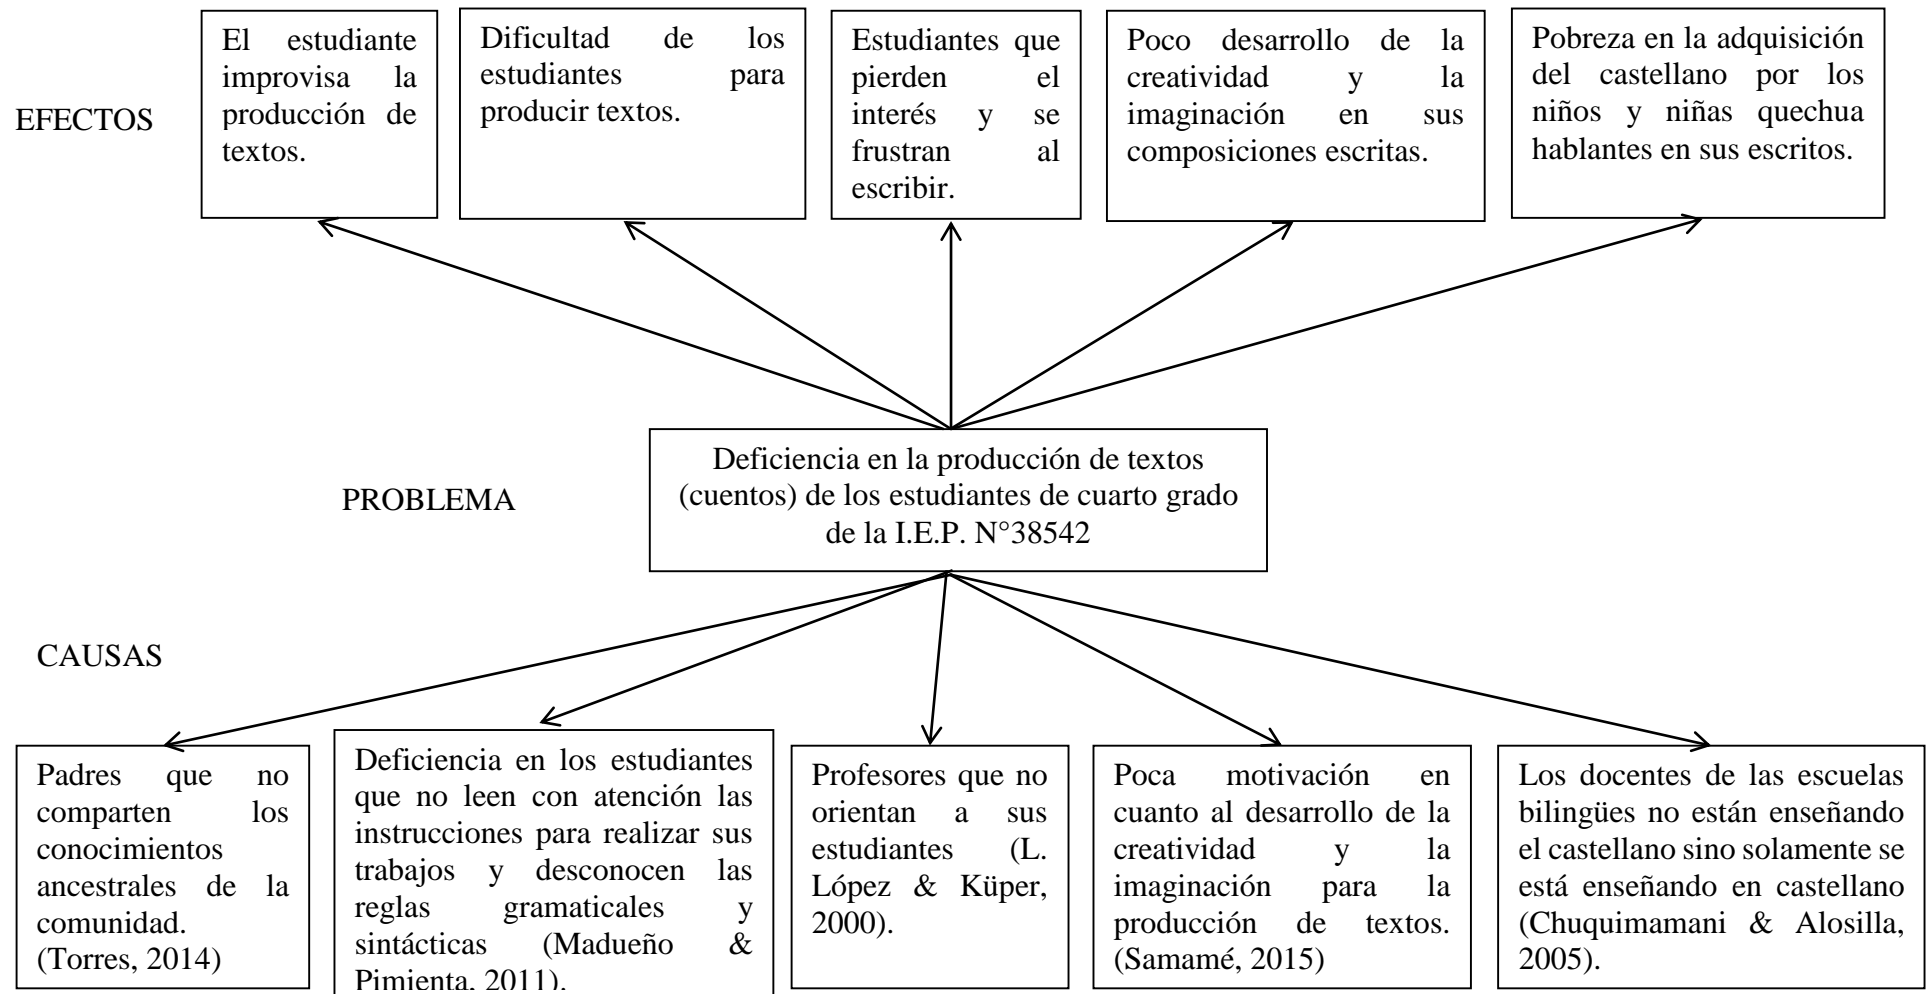 El estudiante
improvisa la
producción de
textos.
Dificultad de los
estudiantes para
producir textos.
Estudiantes que
pierden el
interés y se
frustran al
escribir.
Poco desarrollo de la
creatividad y la
imaginación en sus
composiciones escritas.
Pobreza en la adquisición
del castellano por los
niños y niñas quechua
hablantes en sus escritos.
EFECTOS
PROBLEMA
Deficiencia en la producción de textos
(cuentos) de los estudiantes de cuarto grado
de la I.E.P. N°38542
CAUSAS
Padres que no
comparten los
conocimientos
ancestrales de la
comunidad.
(Torres, 2014)
Deficiencia en los estudiantes
que no leen con atención las
instrucciones para realizar sus
trabajos y desconocen las
reglas gramaticales y
sintácticas (Madueño &
Pimienta, 2011).
Profesores que no
orientan a sus
estudiantes (L.
López & Küper,
2000).
Poca motivación en
cuanto al desarrollo de la
creatividad y la
imaginación para la
producción de textos.
(Samamé, 2015)
Los docentes de las escuelas
bilingües no están enseñando
el castellano sino solamente se
está enseñando en castellano
(Chuquimamani & Alosilla,
2005).